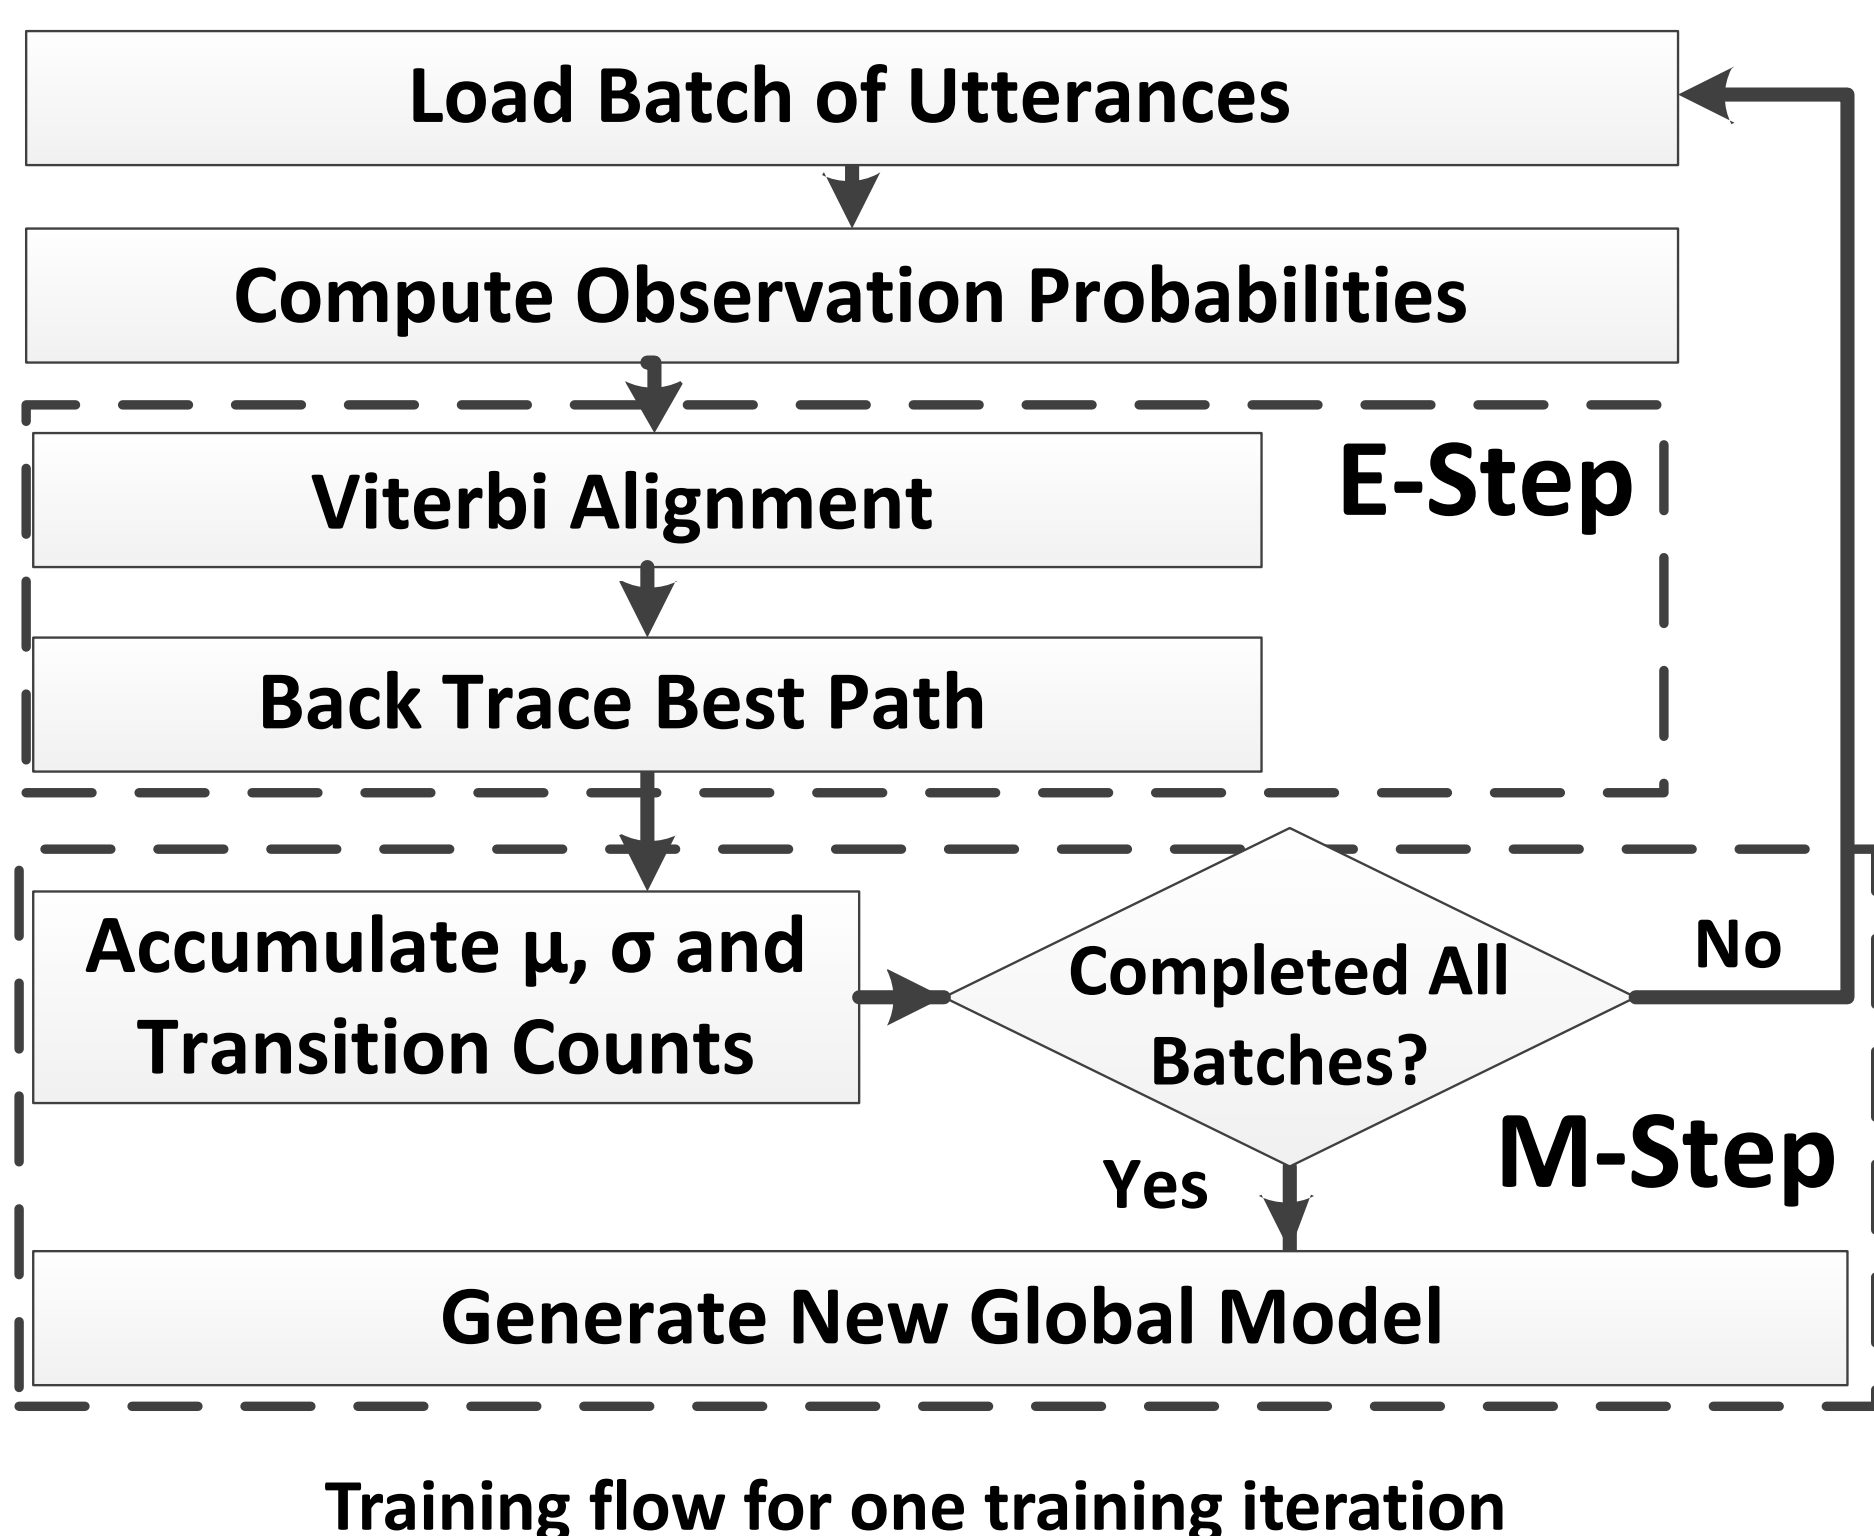 Load Batch of Utterances
Compute Observation Probabilities
E-Step
Viterbi Alignment
Back Trace Best Path
Accumulate μ, σ and
Transition Counts
Completed All
Batches?
No
Yes
M-Step
Generate New Global Model
Training flow for one training iteration